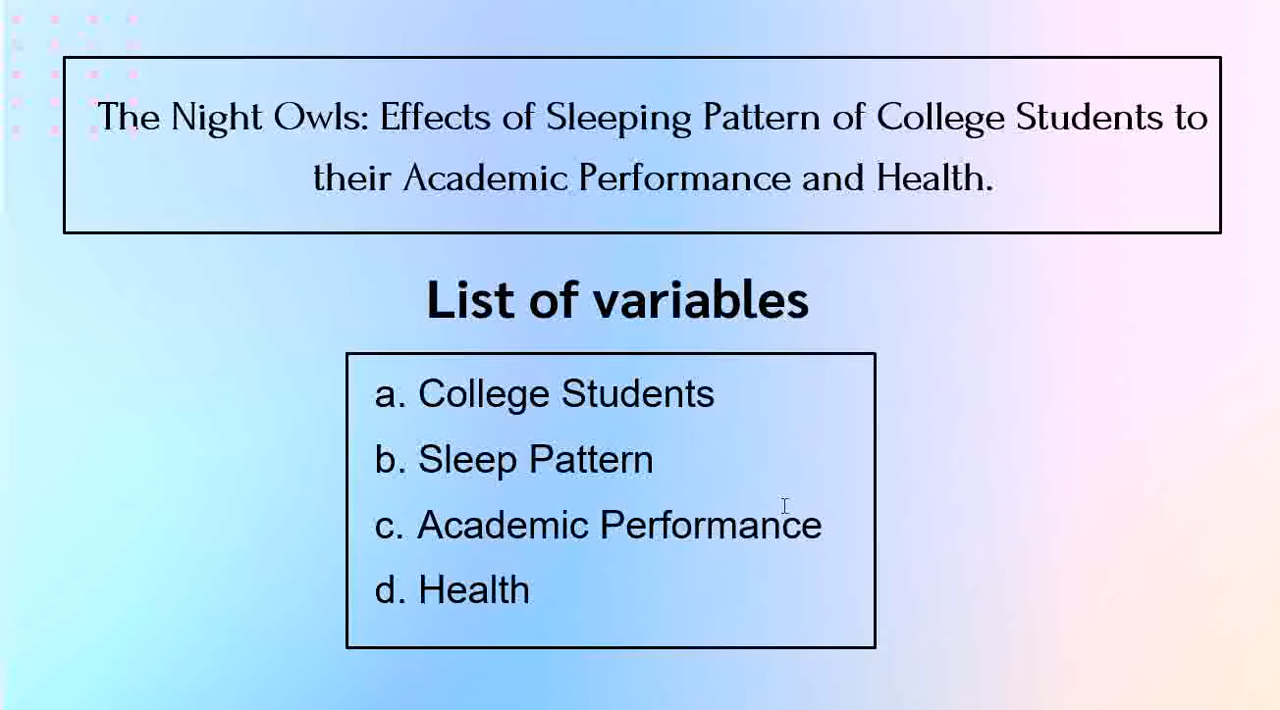 The Night Owls: Effects of Sleeping Pattern of College Students to
their Academic Performance and Health.
List of variables
a. College Students
b. Sleep Pattern
c. Academic Performance
d. Health